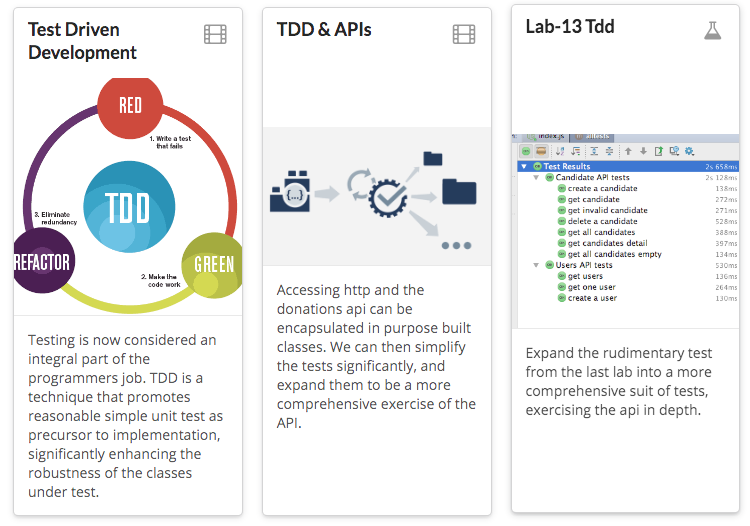 Test Driven
Development
RED
1. Write a test
that fails
TDD
3. Eliminate
redundancy
REFACTOR
GREEN
2. Make the
code work
Testing is now considered an
integral part of the
programmers job. TDD is a
technique that promotes
reasonable simple unit test as
precursor to implementation,
significantly enhancing the
robustness of the classes
under test.
TDD & APIs
{...}
Accessing http and the
donations api can be
encapsulated in purpose built
classes. We can then simplify
the tests significantly, and
expand them to be a more
comprehensive exercise of the
API.
Lab-13 Tdd
index.js alltests
Test Results 2s 658ms
Candidate API tests 2s 128ms
create a candidate 138ms
get candidate 272ms
get invalid candidate 271ms
delete a candidate 528ms
get all candidates 388ms
get candidates detail 397ms
get all candidates empty 134ms
Users API tests 530ms
get users 136ms
get one user 264ms
create a user 130ms
Expand the rudimentary test
from the last lab into a more
comprehensive suit of tests,
exercising the api in depth.